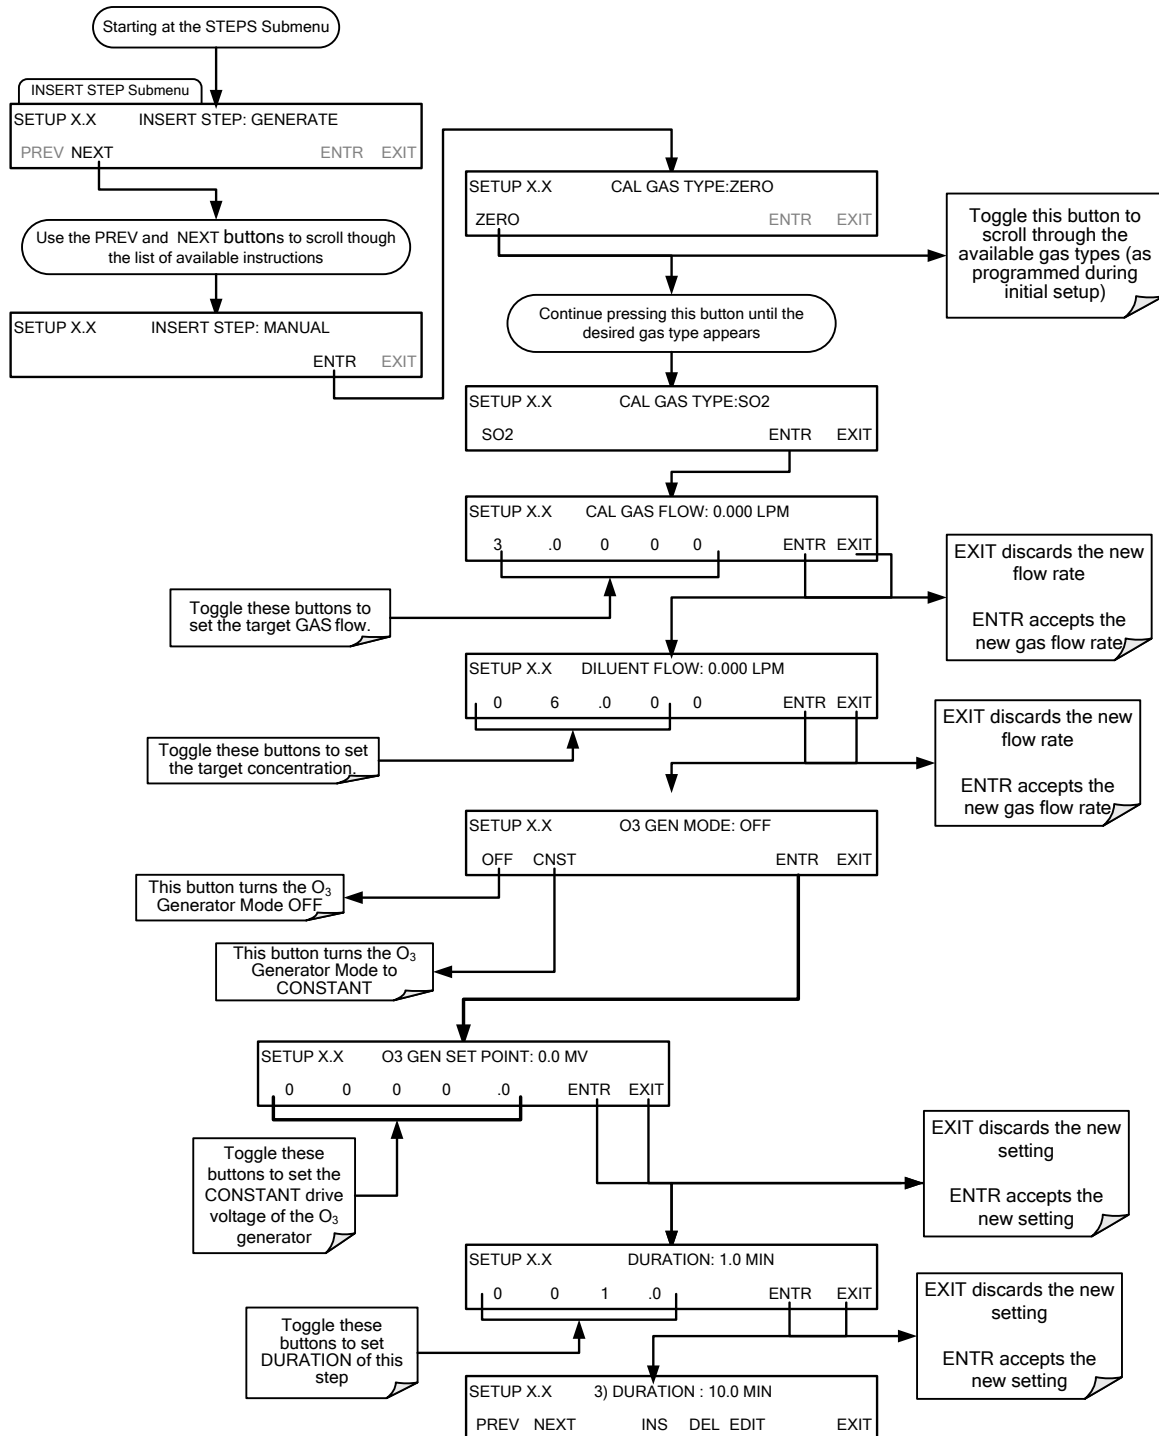 Starting at the STEPS Submenu
INSERT STEP Submenu
SETUP X.X INSERT STEP: GENERATE
PREV NEXT ENTR EXIT
Use the PREV and NEXT buttons to scroll though
the list of available instructions
SETUP X.X INSERT STEP: MANUAL
ENTR EXIT
SETUP X.X CAL GAS TYPE:ZERO
ZERO ENTR EXIT
Toggle this button to
scroll through the
available gas types (as
programmed during
initial setup)
Continue pressing this button until the
desired gas type appears
SETUP X.X CAL GAS TYPE:SO2
SO2 ENTR EXIT
SETUP X.X CAL GAS FLOW: 0.000 LPM
3 .0 0 0 0 ENTR EXIT
Toggle these buttons to
set the target GAS flow.
EXIT discards the new
flow rate
ENTR accepts the
new gas flow rate
SETUP X.X DILUENT FLOW: 0.000 LPM
0 6 .0 0 0 ENTR EXIT
Toggle these buttons to set
the target concentration.
EXIT discards the new
flow rate
ENTR accepts the
new gas flow rate
SETUP X.X O3 GEN MODE: OFF
OFF CNST ENTR EXIT
This button turns the O₃
Generator Mode OFF
This button turns the O₃
Generator Mode to
CONSTANT
SETUP X.X O3 GEN SET POINT: 0.0 MV
0 0 0 0 .0 ENTR EXIT
Toggle these
buttons to set the
CONSTANT drive
voltage of the O₃
generator
EXIT discards the new
setting
ENTR accepts the
new setting
SETUP X.X DURATION: 1.0 MIN
0 0 1 .0 ENTR EXIT
Toggle these
buttons to set
DURATION of this
step
EXIT discards the new
setting
ENTR accepts the
new setting
SETUP X.X 3) DURATION : 10.0 MIN
PREV NEXT INS DEL EDIT EXIT